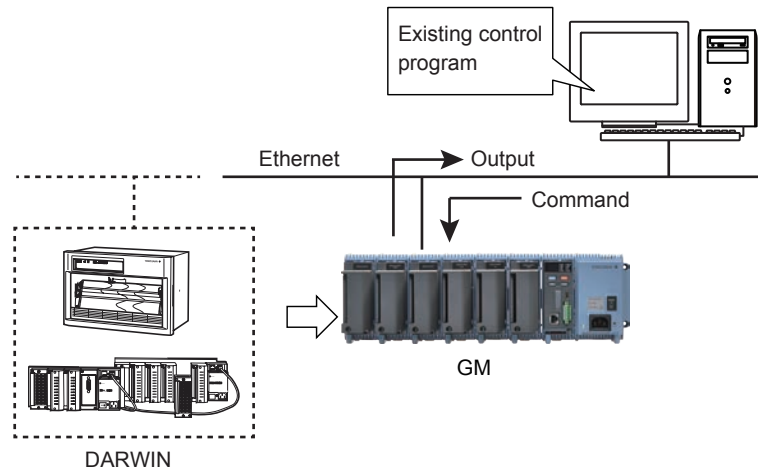 Existing control
program
Ethernet
Output
Command
GM
DARWIN